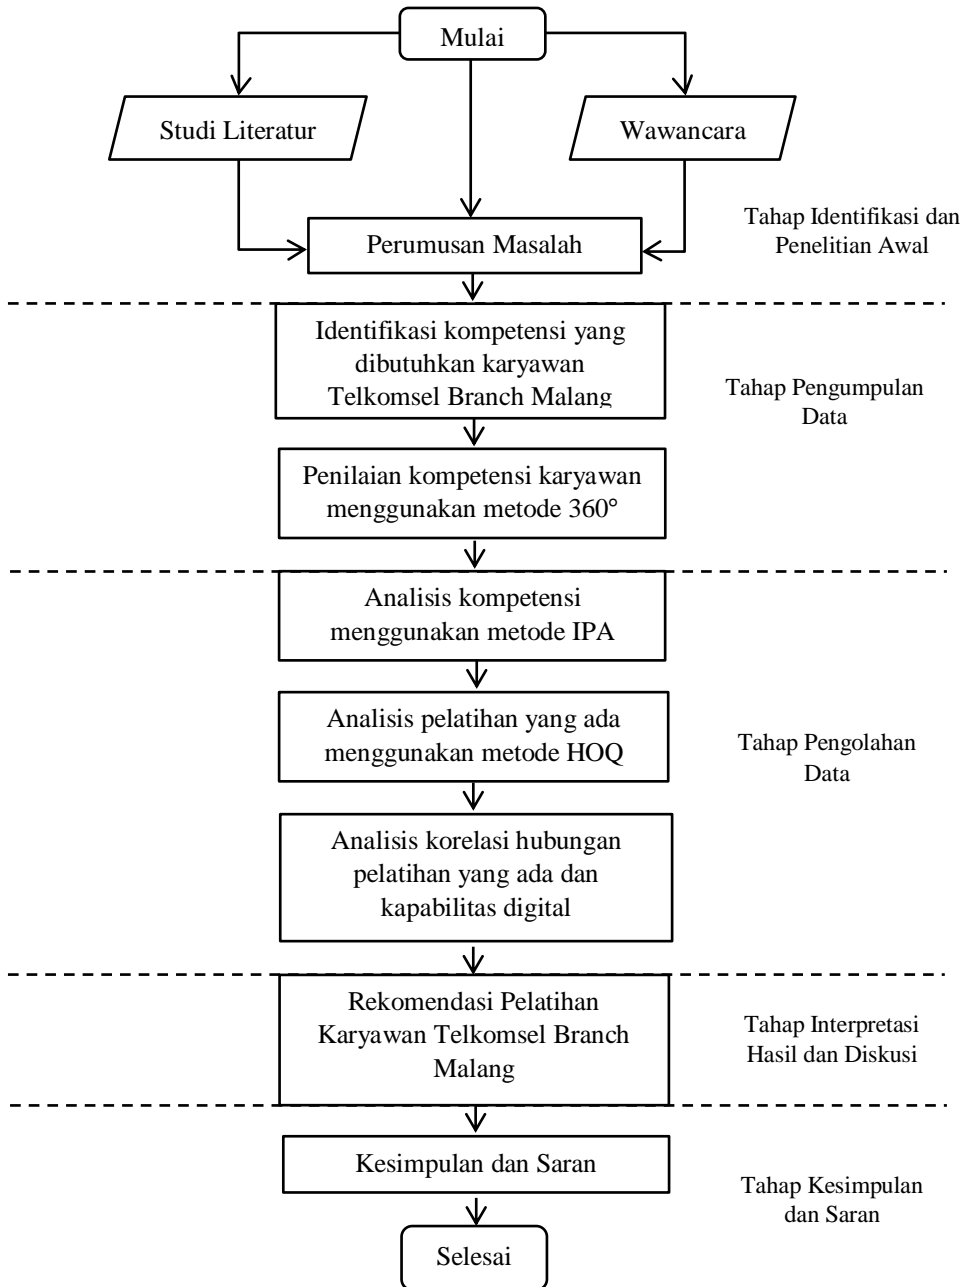 Mulai
Studi Literatur
Wawancara
Perumusan Masalah
Tahap Identifikasi dan
Penelitian Awal
Identifikasi kompetensi yang
dibutuhkan karyawan
Telkomsel Branch Malang
Tahap Pengumpulan
Data
Penilaian kompetensi karyawan
menggunakan metode 360°
Analisis kompetensi
menggunakan metode IPA
Analisis pelatihan yang ada
menggunakan metode HOQ
Tahap Pengolahan
Data
Analisis korelasi hubungan
pelatihan yang ada dan
kapabilitas digital
Rekomendasi Pelatihan
Karyawan Telkomsel Branch
Malang
Tahap Interpretasi
Hasil dan Diskusi
Kesimpulan dan Saran
Tahap Kesimpulan
dan Saran
Selesai